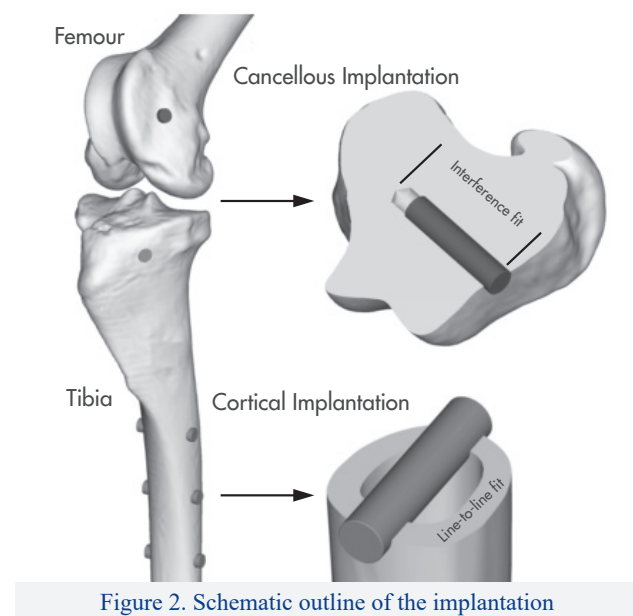 Femour
Cancellous Implantation
Interference fit
Tibia
Cortical Implantation
Line-to-line fit
Figure 2. Schematic outline of the implantation